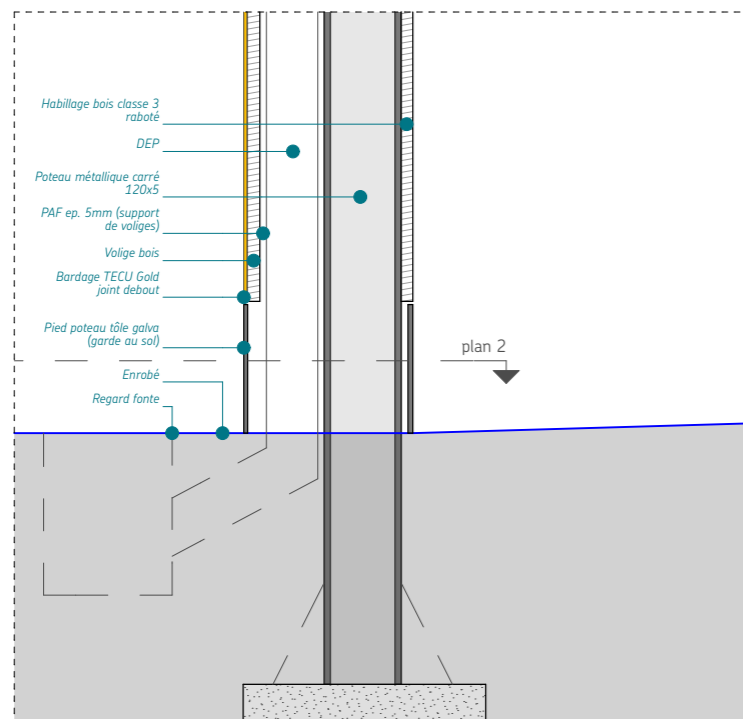 Habillage bois classe 3
raboté
DEP
Poteau métallique carré
120x5
PAF ep. 5mm (support
de voliges)
Volige bois
Bardage TECU Gold
joint debout
Pied poteau tôle galva
(garde au sol)
plan 2
Enrobé
Regard fonte